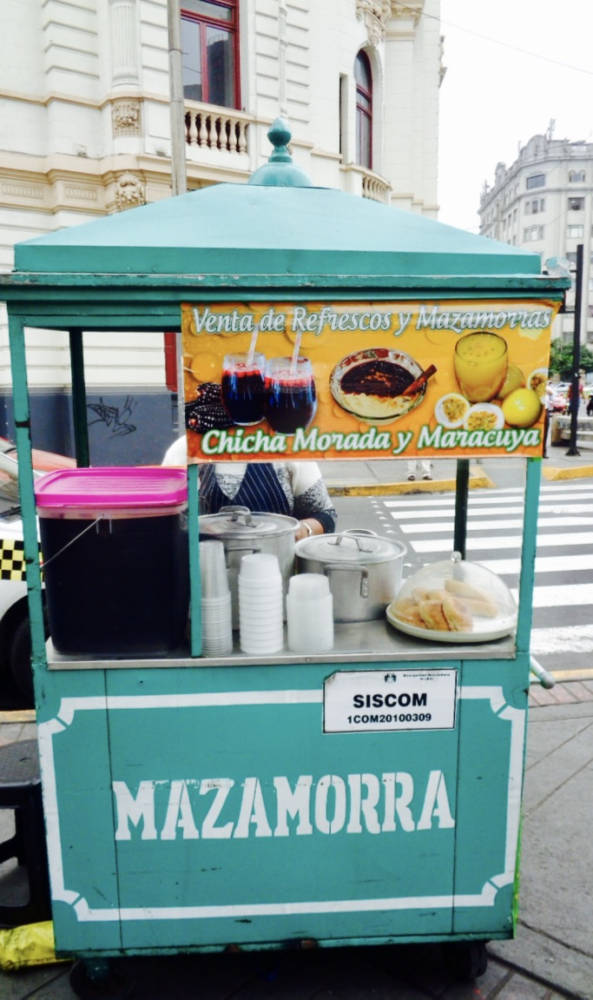 Venta de Refrescos y Mazamorras
Chicha Morada y Maracuya
SISCOM
1COM20100309
MAZAMORRA